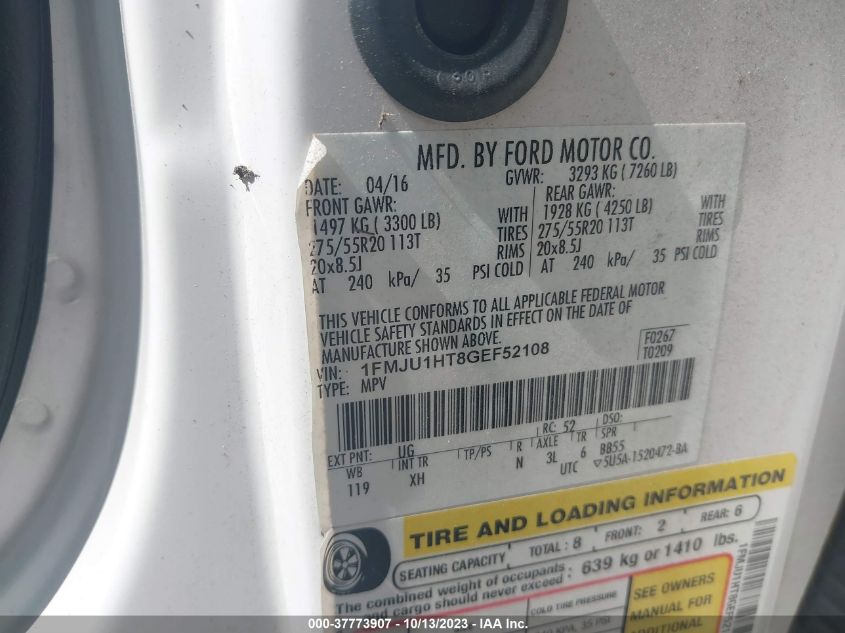 MFD. BY FORD MOTOR CO.
DATE: 04/16
GVWR: 3293 KG ( 7260 LB)
FRONT GAWR:
1497 KG ( 3300 LB) WITH
275/55R20 113T TIRES
20x8.5J RIMS
AT 240 kPa/ 35 PSI COLD
REAR GAWR:
1928 KG ( 4250 LB) WITH
275/55R20 113T TIRES
20x8.5J RIMS
AT 240 kPa/ 35 PSI COLD
THIS VEHICLE CONFORMS TO ALL APPLICABLE FEDERAL MOTOR
VEHICLE SAFETY STANDARDS IN EFFECT ON THE DATE OF
MANUFACTURE SHOWN ABOVE.
VIN: 1FMJU1HT8GEF52108
TYPE: MPV
F0267
T0209
RC: 52 DSO:
EXT PNT: UG
WB INT TR TP/PS R AXLE TR SPR
119 XH N 3L 6 BB55
UTC 5U5A-1520472-BA
TIRE AND LOADING INFORMATION
SEATING CAPACITY TOTAL : 8 FRONT: 2 REAR: 6
The combined weight of occupants
and cargo should never exceed : 639 kg or 1410 lbs.
COLD TIRE PRESSURE
35 PSI
SEE OWNERS
MANUAL FOR
ADDITIONAL
-000-37773907 - 10/13/2023 - IAA Inc.